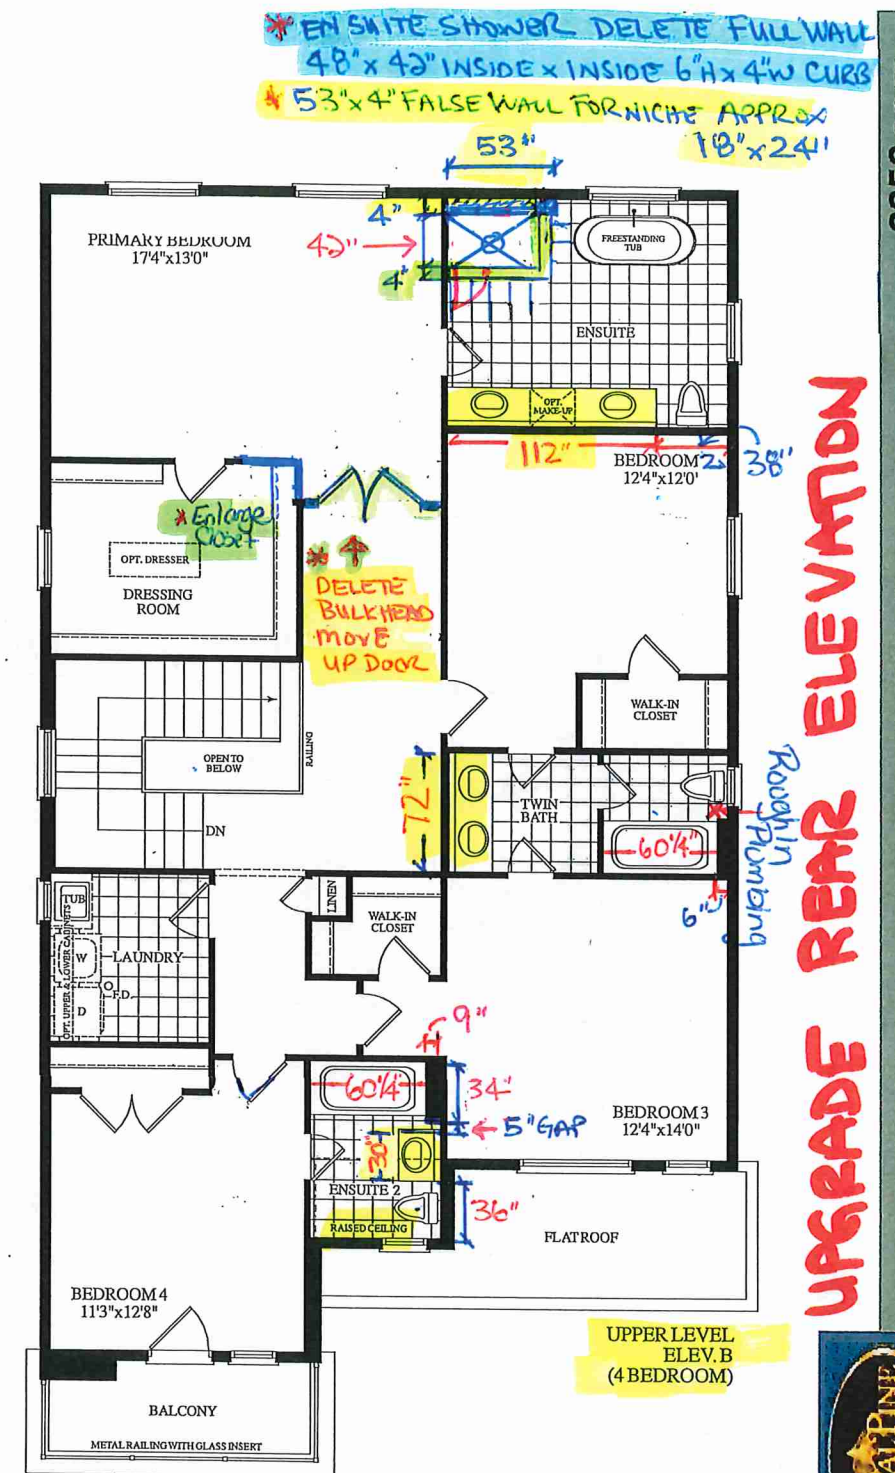 * EN SUITE SHOWER DELETE FULL WALL
48" x 42" INSIDE x INSIDE 6"H x 4"W CURB
* 53" x 4" FALSE WALL FOR NICHE APPROX
18" x 24"
53"
4"
42"
4"
PRIMARY BEDROOM
17'4"x13'0"
FREESTANDING
TUB
ENSUITE
OPT.
MAKE-UP
112"
38"
BEDROOM 2
12'4"x12'0'
* Enlarge
Closet
OPT. DRESSER
DRESSING
ROOM
*
DELETE
BULKHEAD
MOVE
UP DOOR
WALK-IN
CLOSET
OPEN TO
BELOW
RAILING
DN
72"
TWIN
BATH
60 1/4"
Rough In
Plumbing
6"
TUB
W
D
LAUNDRY
F.D.
OPT. UPPER & LOWER CABINETS
LINEN
WALK-IN
CLOSET
9"
60 1/4"
34"
5" GAP
30"
36"
BEDROOM 3
12'4"x14'0"
ENSUITE 2
RAISED CEILING
FLAT ROOF
BEDROOM 4
11'3"x12'8"
BALCONY
METAL RAILING WITH GLASS INSERT
UPPER LEVEL
ELEV. B
(4 BEDROOM)
UPGRADE REAR ELEVATION